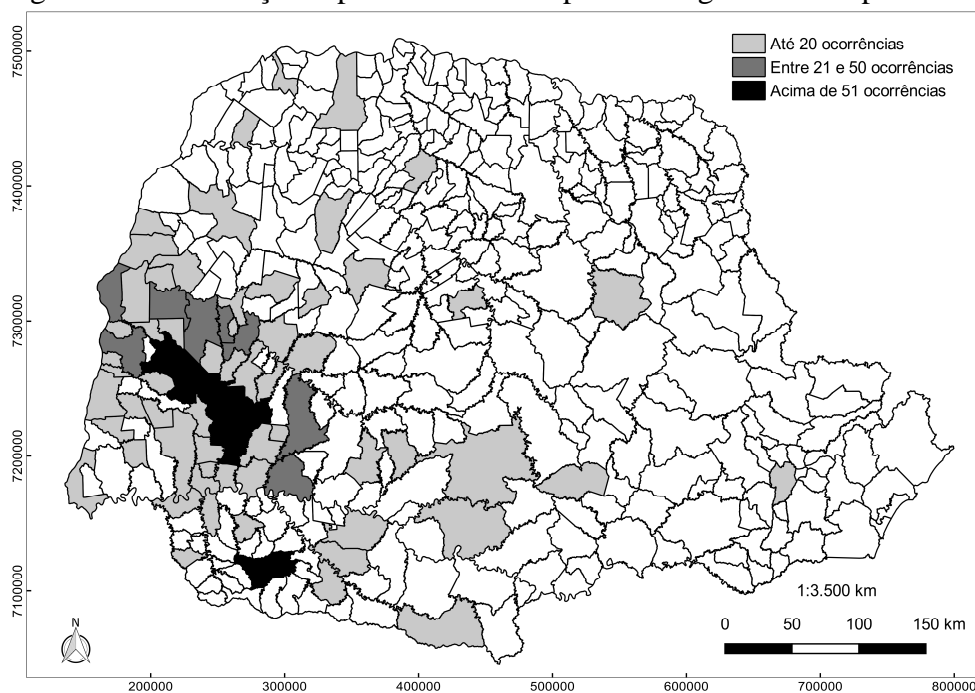 Até 20 ocorrências
Entre 21 e 50 ocorrências
Acima de 51 ocorrências
7500000
7400000
7300000
7200000
7100000
1:3.500 km
0 50 100 150 km
N
200000 300000 400000 500000 600000 700000 800000